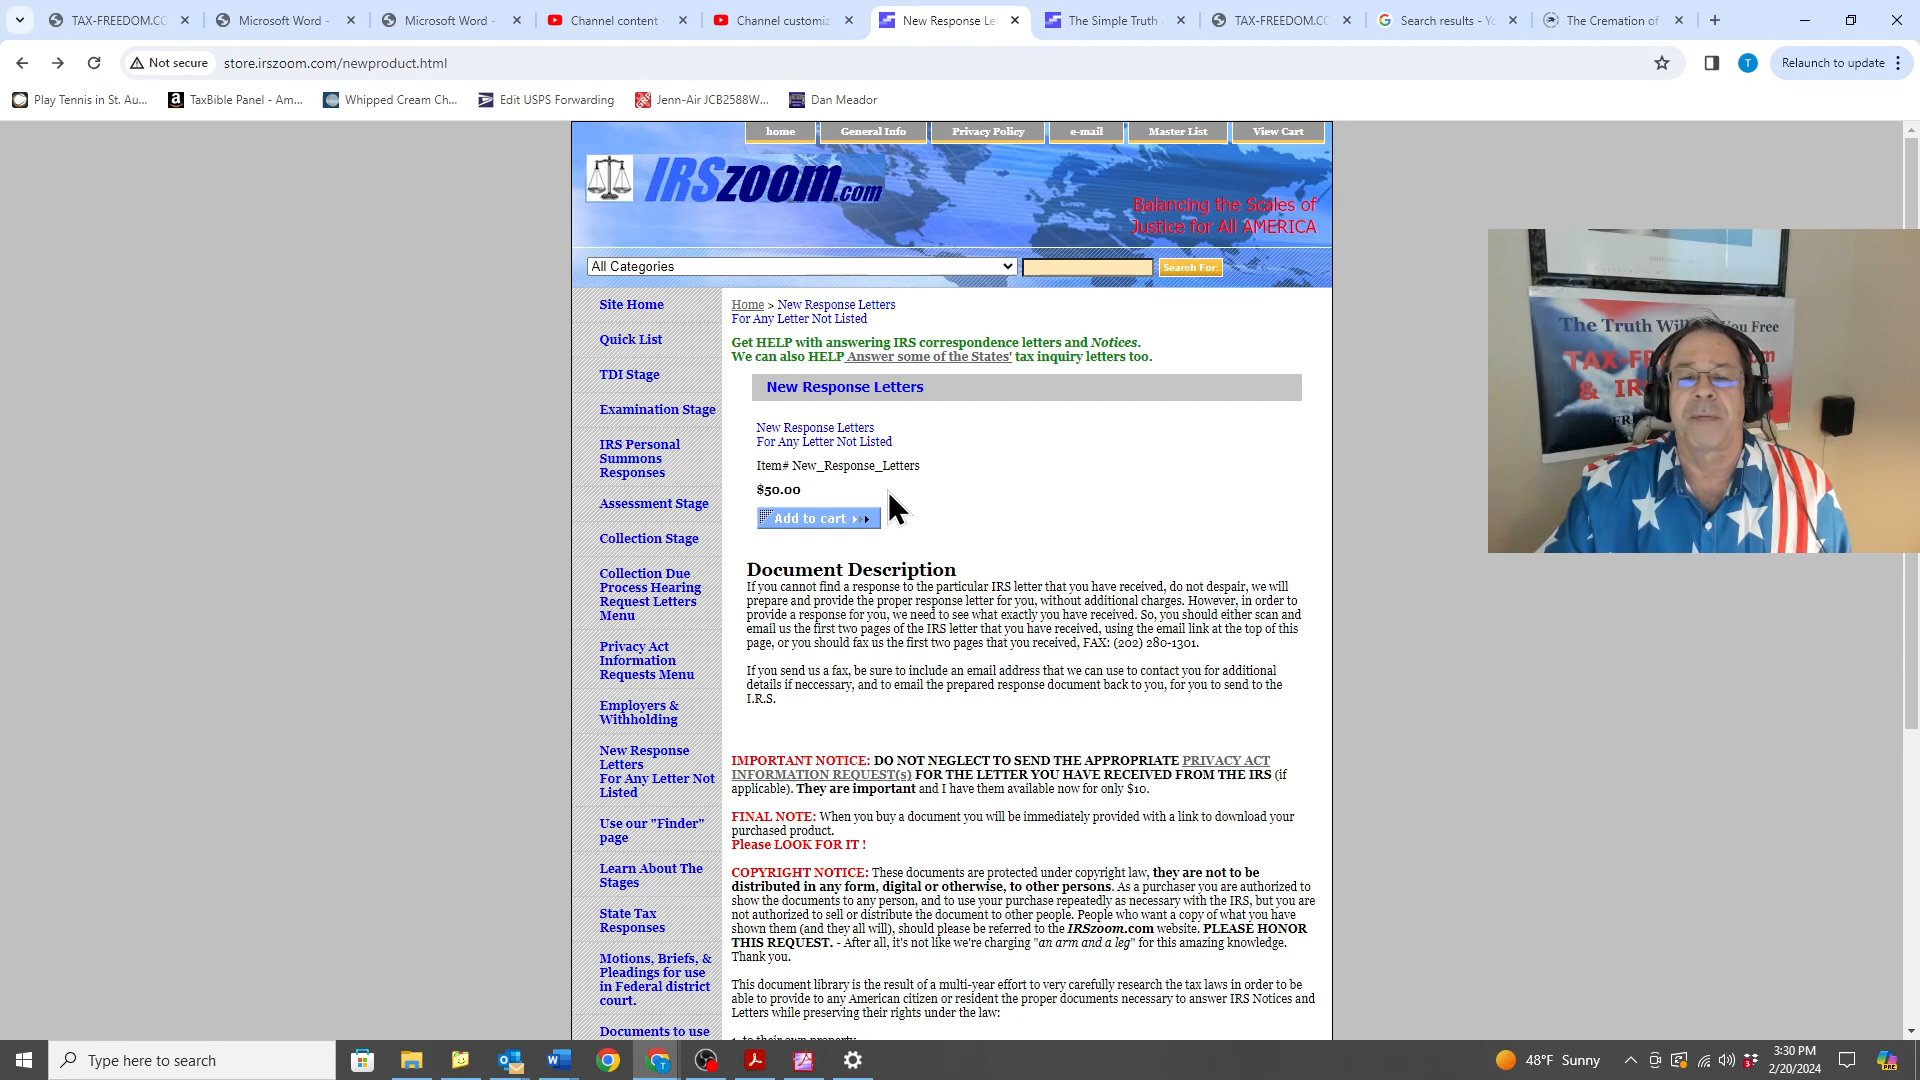 TAX-FREEDOM.CO
Microsoft Word -
Microsoft Word -
Channel content -
Channel customiz
New Response Le
The Simple Truth
TAX-FREEDOM.CO
Search results - Yo
The Cremation of
Not secure
store.irszoom.com/newproduct.html
T
Relaunch to update
Play Tennis in St. Au...
TaxBible Panel - Am...
Whipped Cream Ch...
Edit USPS Forwarding
Jenn-Air JCB2588W...
Dan Meador
home
General Info
Privacy Policy
e-mail
Master List
View Cart
IRSzoom.com
Balancing the Scales of
Justice for All AMERICA
All Categories
Search For:
Site Home
Quick List
TDI Stage
Examination Stage
IRS Personal
Summons
Responses
Assessment Stage
Collection Stage
Collection Due
Process Hearing
Request Letters
Menu
Privacy Act
Information
Requests Menu
Employers &
Withholding
New Response
Letters
For Any Letter Not
Listed
Use our "Finder"
page
Learn About The
Stages
State Tax
Responses
Motions, Briefs, &
Pleadings for use
in Federal district
court.
Documents to use
Home > New Response Letters
For Any Letter Not Listed
Get HELP with answering IRS correspondence letters and Notices.
We can also HELP Answer some of the States' tax inquiry letters too.
New Response Letters
New Response Letters
For Any Letter Not Listed
Item# New_Response_Letters
$50.00
Add to cart
Document Description
If you cannot find a response to the particular IRS letter that you have received, do not despair, we will
prepare and provide the proper response letter for you, without additional charges. However, in order to
provide a response for you, we need to see what exactly you have received. So, you should either scan and
email us the first two pages of the IRS letter that you have received, using the email link at the top of this
page, or you should fax us the first two pages that you received, FAX: (202) 280-1301.
If you send us a fax, be sure to include an email address that we can use to contact you for additional
details if neccessary, and to email the prepared response document back to you, for you to send to the
I.R.S.
IMPORTANT NOTICE: DO NOT NEGLECT TO SEND THE APPROPRIATE PRIVACY ACT
INFORMATION REQUEST(s) FOR THE LETTER YOU HAVE RECEIVED FROM THE IRS (if
applicable). They are important and I have them available now for only $10.
FINAL NOTE: When you buy a document you will be immediately provided with a link to download your
purchased product.
Please LOOK FOR IT !
COPYRIGHT NOTICE: These documents are protected under copyright law, they are not to be
distributed in any form, digital or otherwise, to other persons. As a purchaser you are authorized to
show the documents to any person, and to use your purchase repeatedly as necessary with the IRS, but you are
not authorized to sell or distribute the document to other people. People who want a copy of what you have
shown them (and they all will), should please be referred to the IRSzoom.com website. PLEASE HONOR
THIS REQUEST. - After all, it's not like we're charging "an arm and a leg" for this amazing knowledge.
Thank you.
This document library is the result of a multi-year effort to very carefully research the tax laws in order to be
able to provide to any American citizen or resident the proper documents necessary to answer IRS Notices and
Letters while preserving their rights under the law:
The Truth Will You Free
TAX-FR om
& IR
Type here to search
48°F Sunny
3:30 PM
2/20/2024